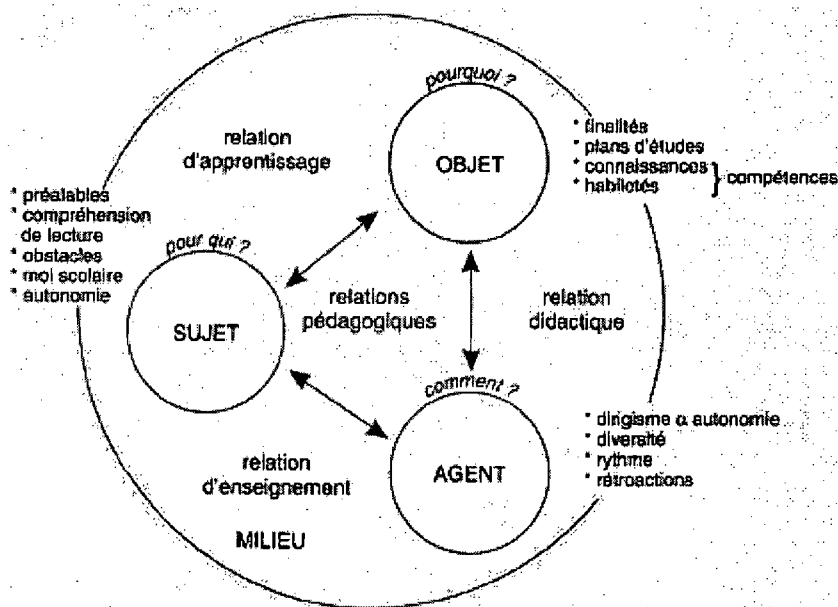 pourquoi ?
OBJET
* finalités
* plans d'études
* connaissances
* habiletés
} compétences
relation
d'apprentissage
* préalables
* compréhension
de lecture
* obstacles
* moi scolaire
* autonomie
pour qui ?
SUJET
relations
pédagogiques
relation
didactique
comment ?
AGENT
* dirigisme α autonomie
* diversité
* rythme
* rétroactions
relation
d'enseignement
MILIEU